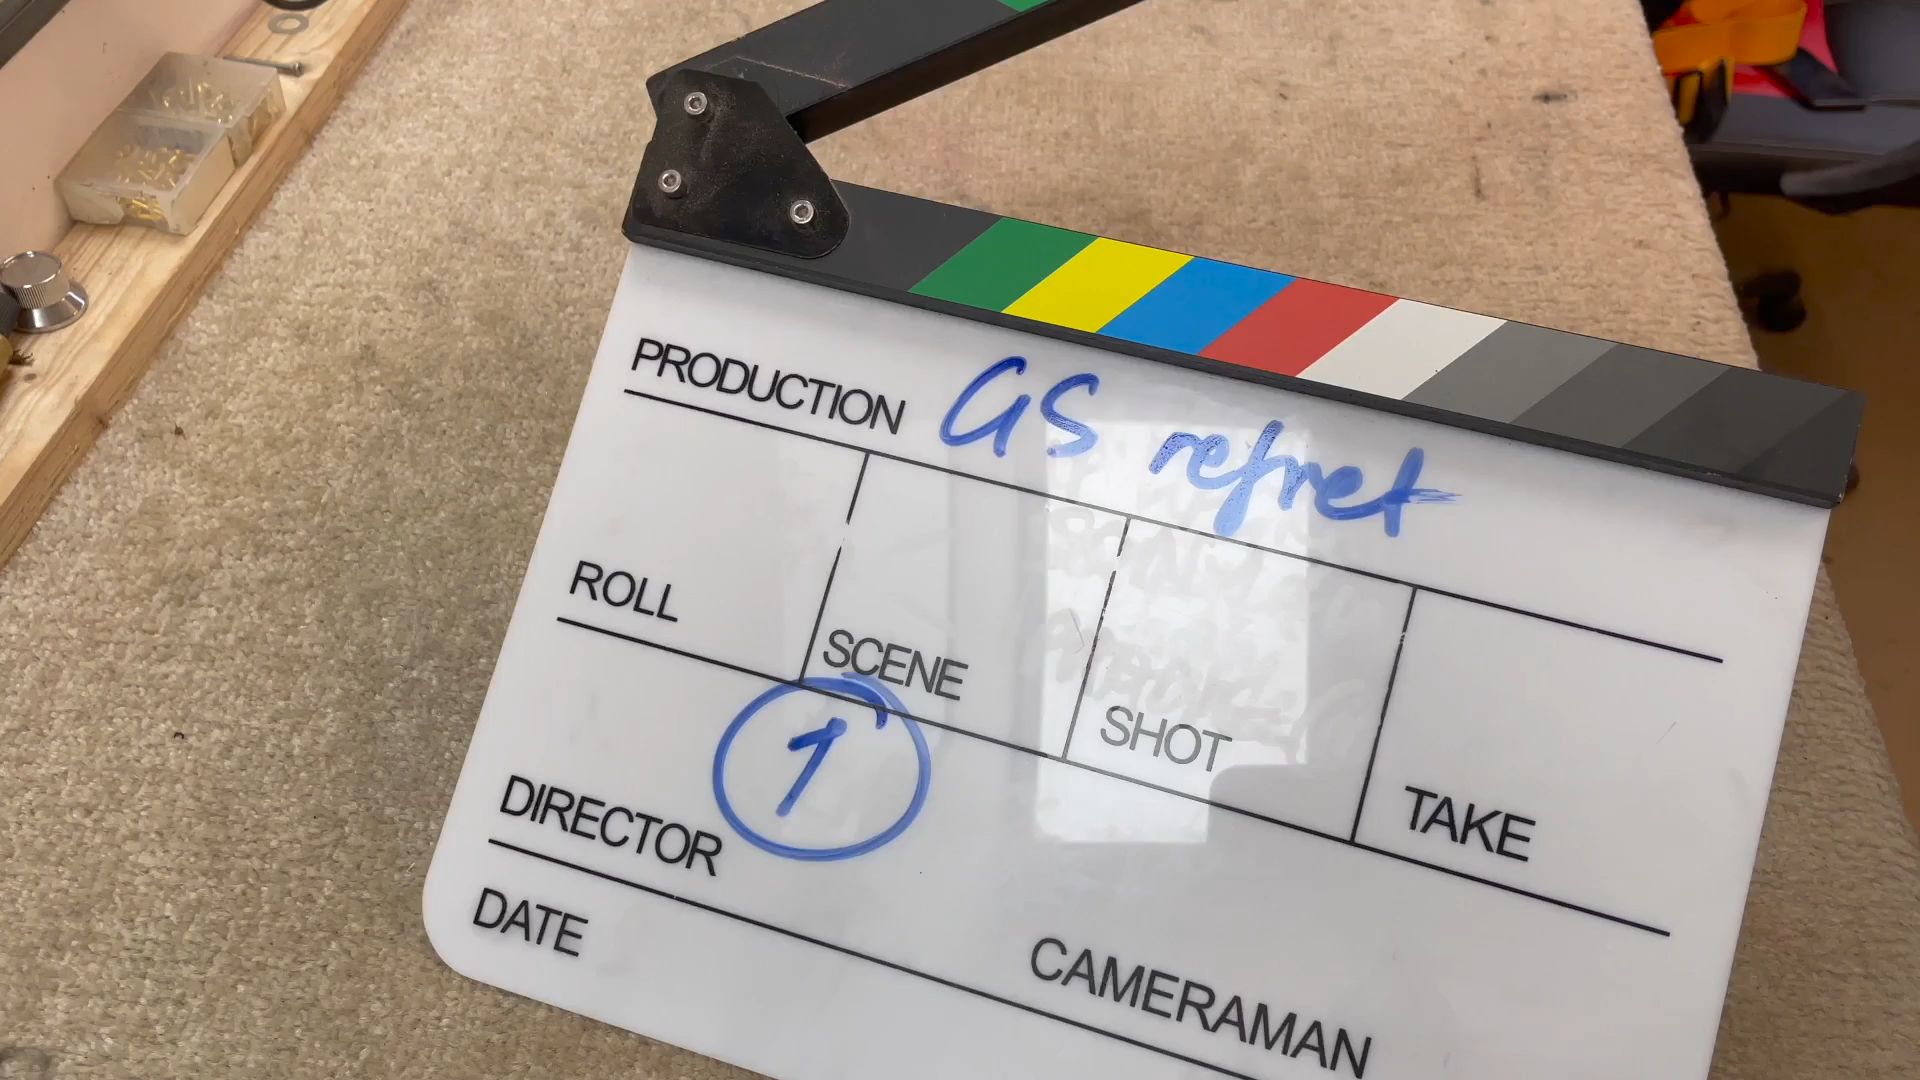 PRODUCTION GS refret
ROLL
SCENE
SHOT
TAKE
1
DIRECTOR
DATE
CAMERAMAN